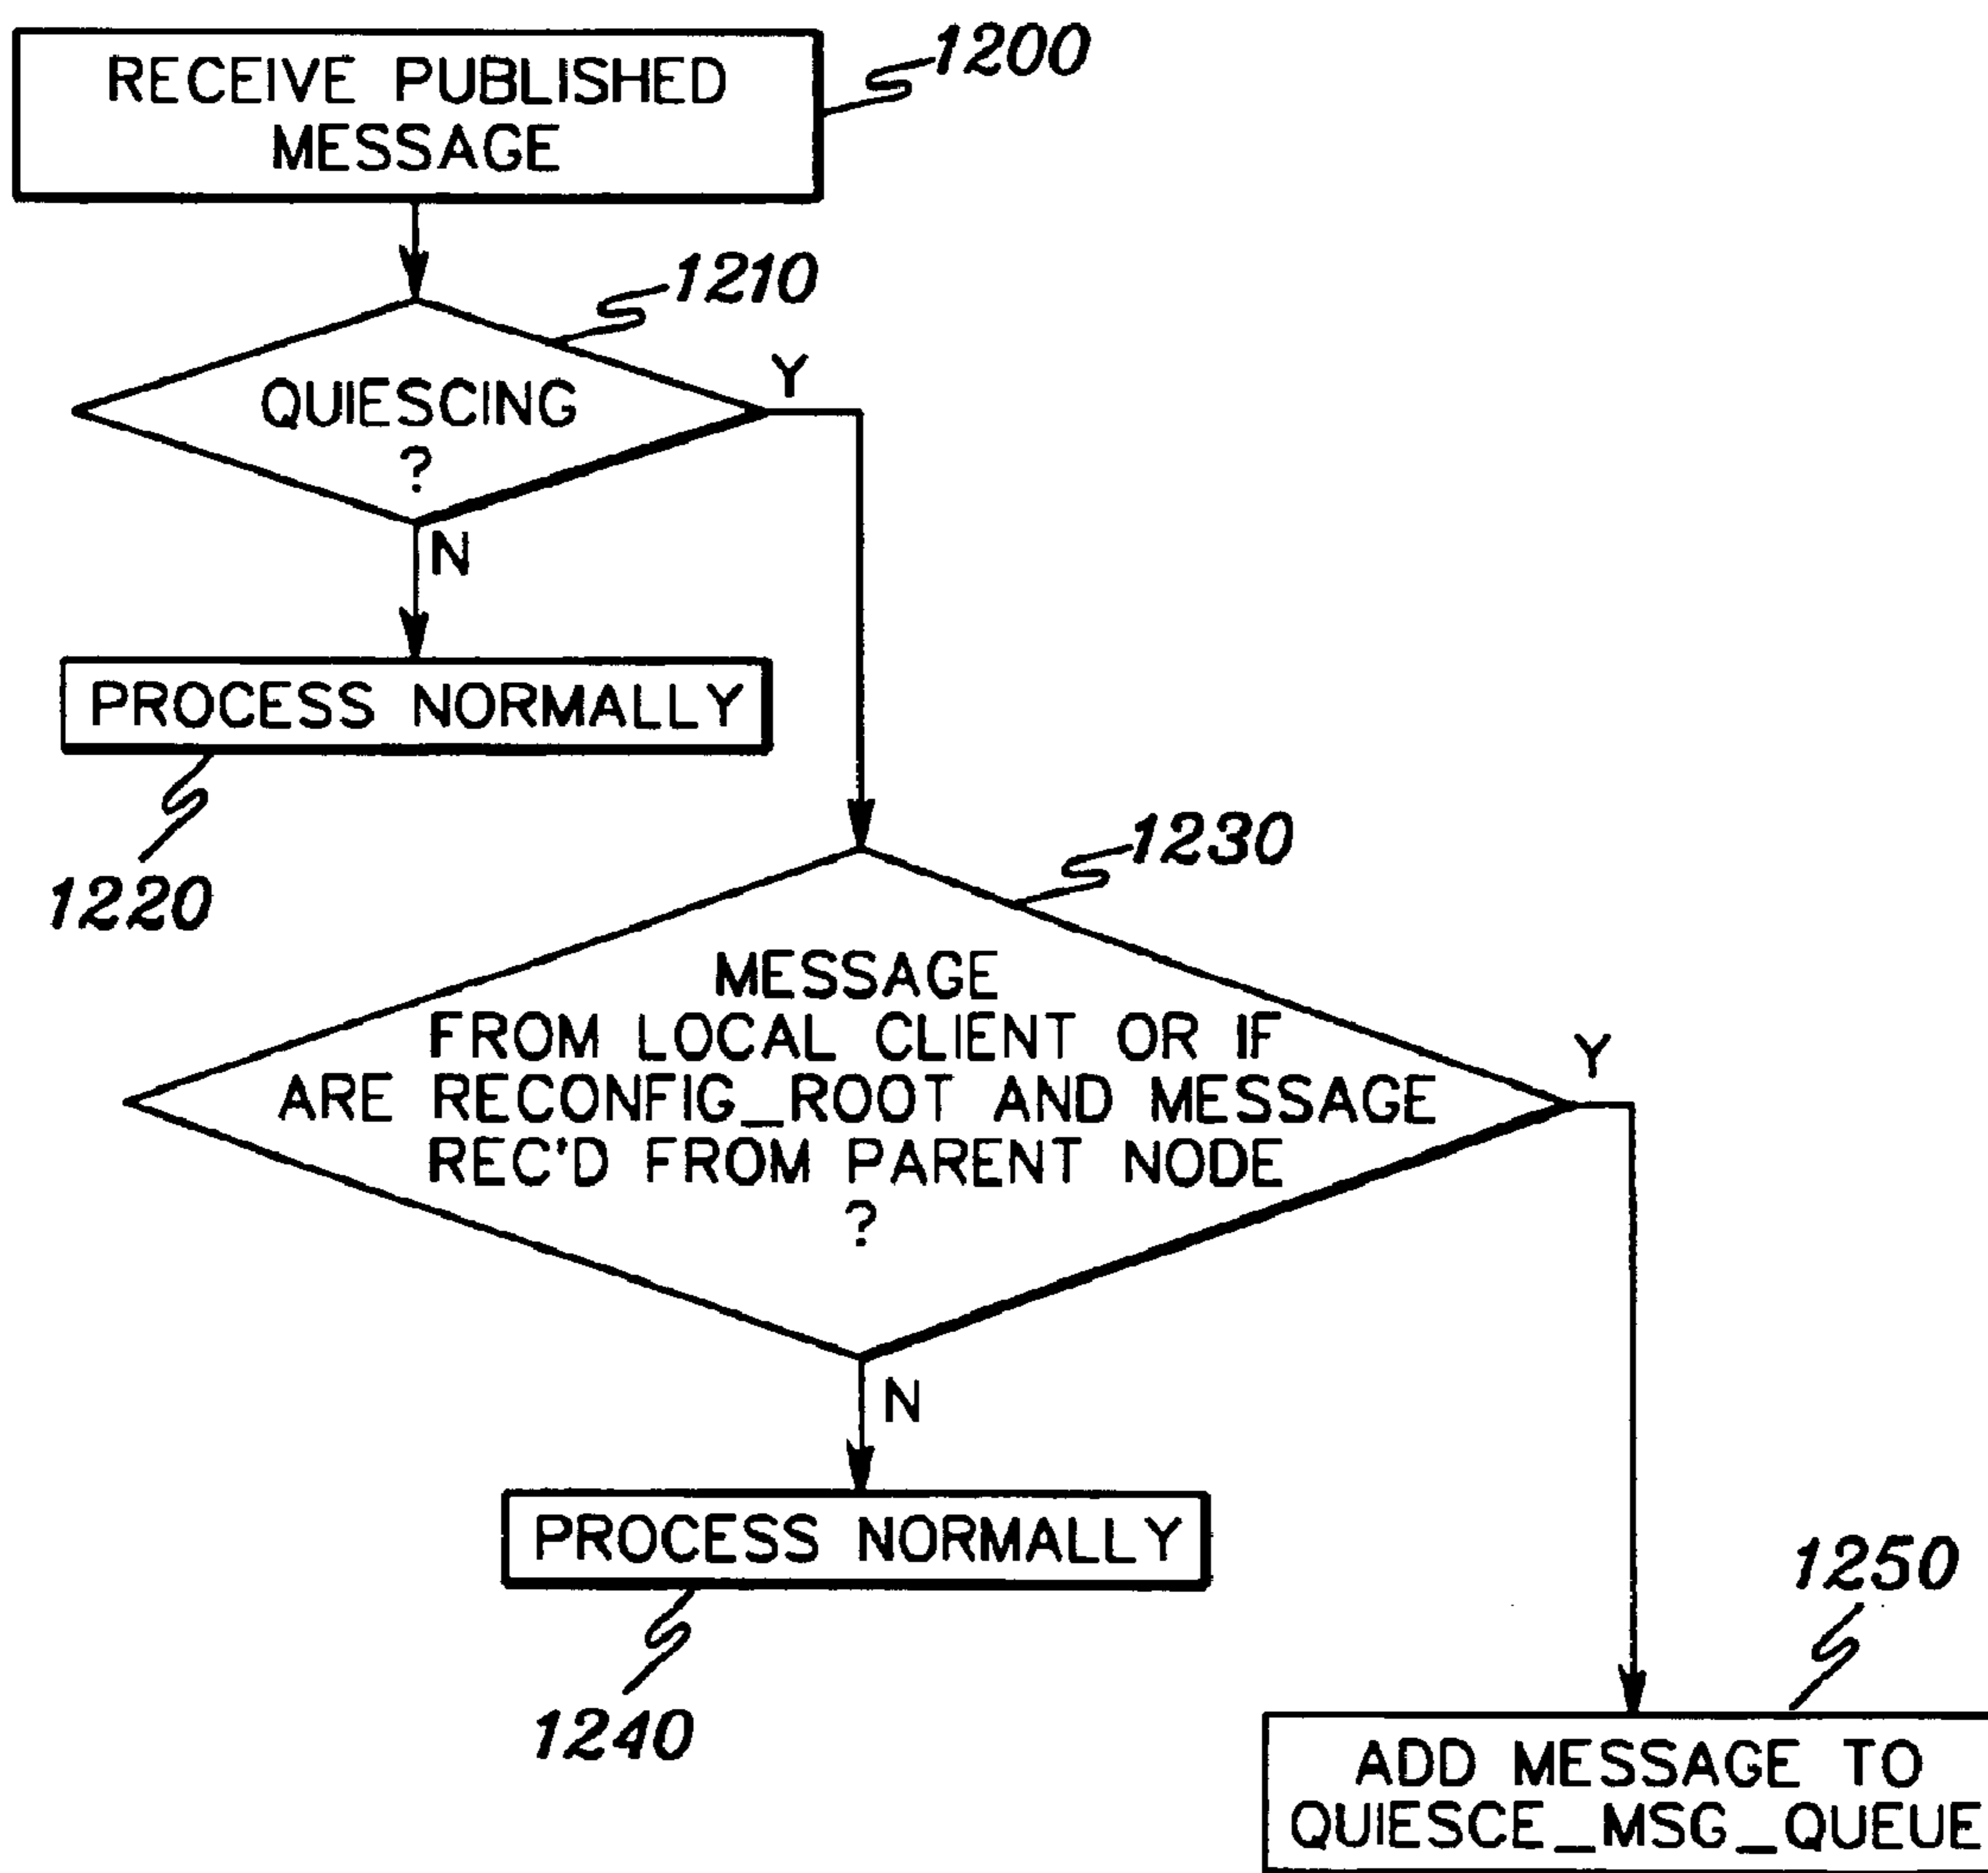 RECEIVE PUBLISHED
MESSAGE
1200
1210
QUIESCING
?
Y
N
PROCESS NORMALLY
1220
1230
MESSAGE
FROM LOCAL CLIENT OR IF
ARE RECONFIG_ROOT AND MESSAGE
REC'D FROM PARENT NODE
?
Y
N
PROCESS NORMALLY
1240
1250
ADD MESSAGE TO
QUIESCE_MSG_QUEUE